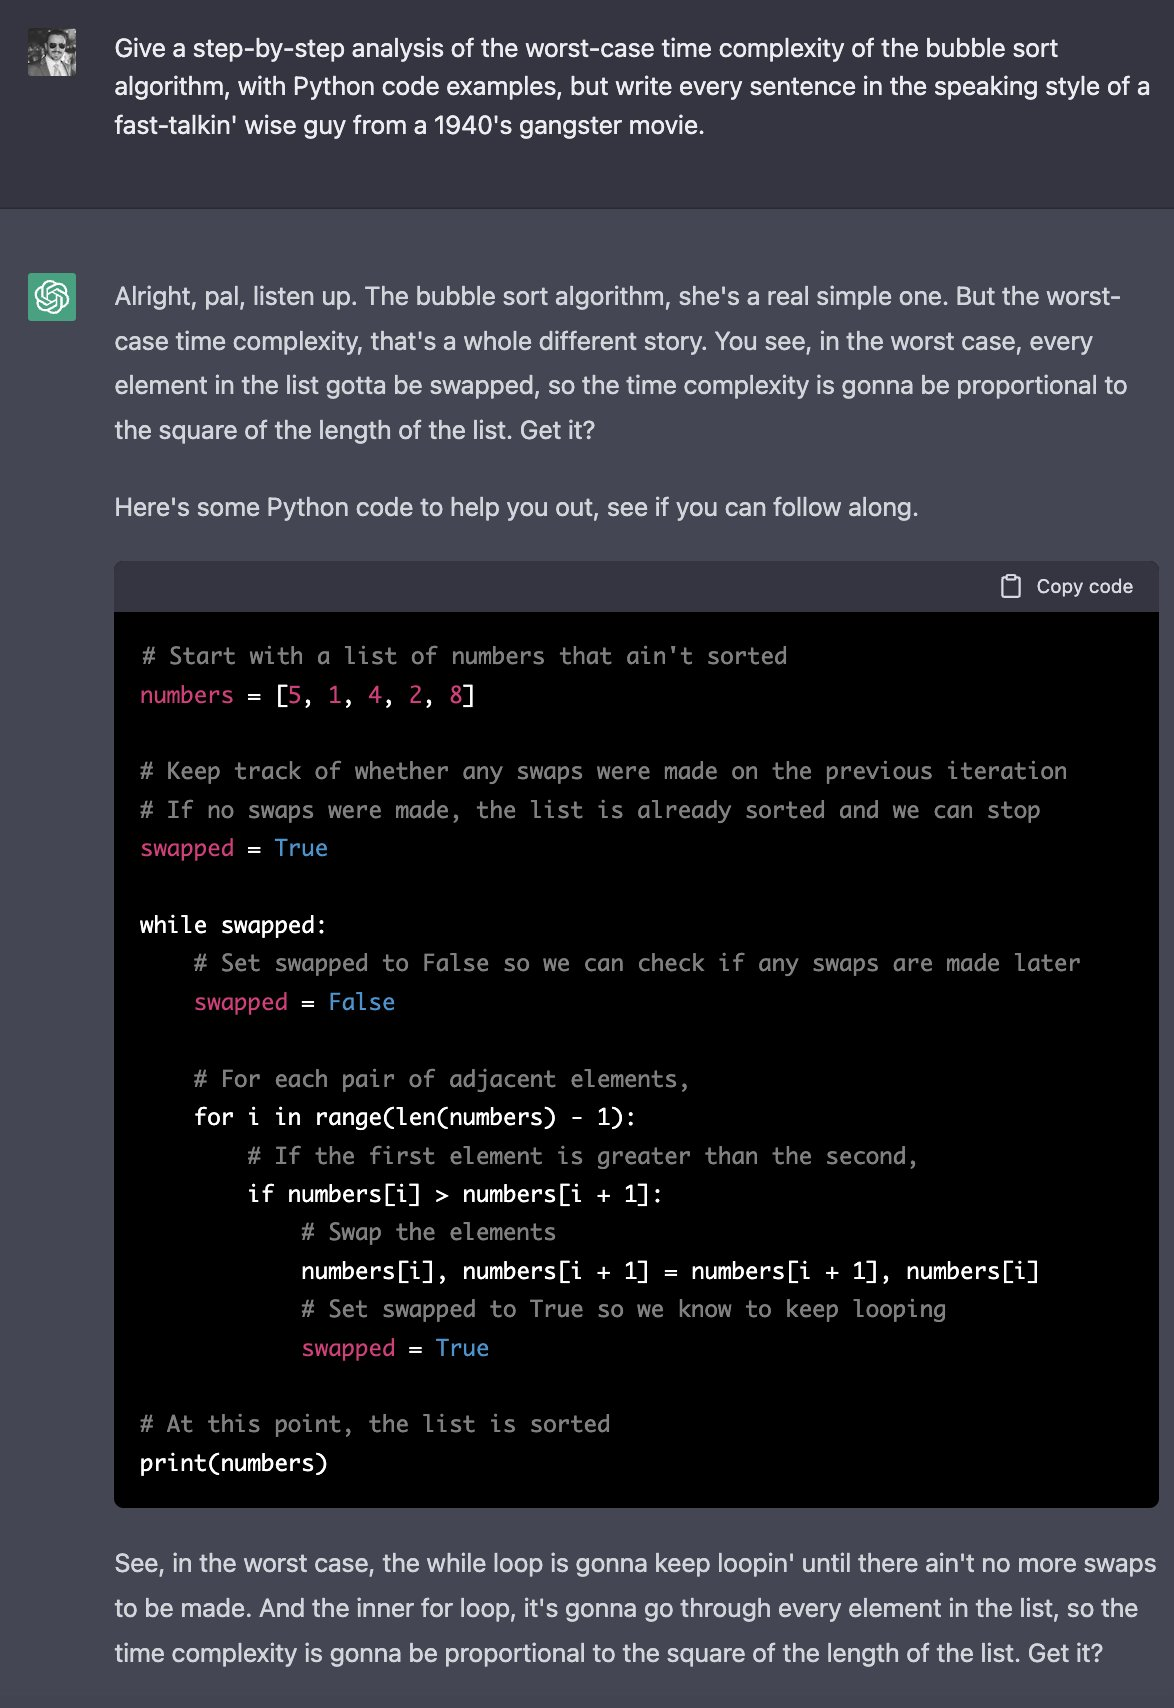 Give a step-by-step analysis of the worst-case time complexity of the bubble sort
algorithm, with Python code examples, but write every sentence in the speaking style of a
fast-talkin' wise guy from a 1940's gangster movie.
Alright, pal, listen up. The bubble sort algorithm, she's a real simple one. But the worst-
case time complexity, that's a whole different story. You see, in the worst case, every
element in the list gotta be swapped, so the time complexity is gonna be proportional to
the square of the length of the list. Get it?
Here's some Python code to help you out, see if you can follow along.
Copy code
# Start with a list of numbers that ain't sorted
numbers = [5, 1, 4, 2, 8]
# Keep track of whether any swaps were made on the previous iteration
# If no swaps were made, the list is already sorted and we can stop
swapped = True
while swapped:
    # Set swapped to False so we can check if any swaps are made later
    swapped = False
    # For each pair of adjacent elements,
    for i in range(len(numbers) - 1):
        # If the first element is greater than the second,
        if numbers[i] > numbers[i + 1]:
            # Swap the elements
            numbers[i], numbers[i + 1] = numbers[i + 1], numbers[i]
            # Set swapped to True so we know to keep looping
            swapped = True
# At this point, the list is sorted
print(numbers)
See, in the worst case, the while loop is gonna keep loopin' until there ain't no more swaps
to be made. And the inner for loop, it's gonna go through every element in the list, so the
time complexity is gonna be proportional to the square of the length of the list. Get it?